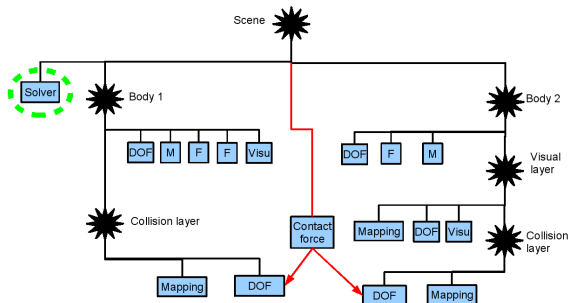 Scene
Solver
Body 1
Body 2
DOF
M
F
F
Visu
DOF
F
M
Visual
layer
Collision layer
Contact
force
Mapping
DOF
Visu
Collision
layer
Mapping
DOF
DOF
Mapping